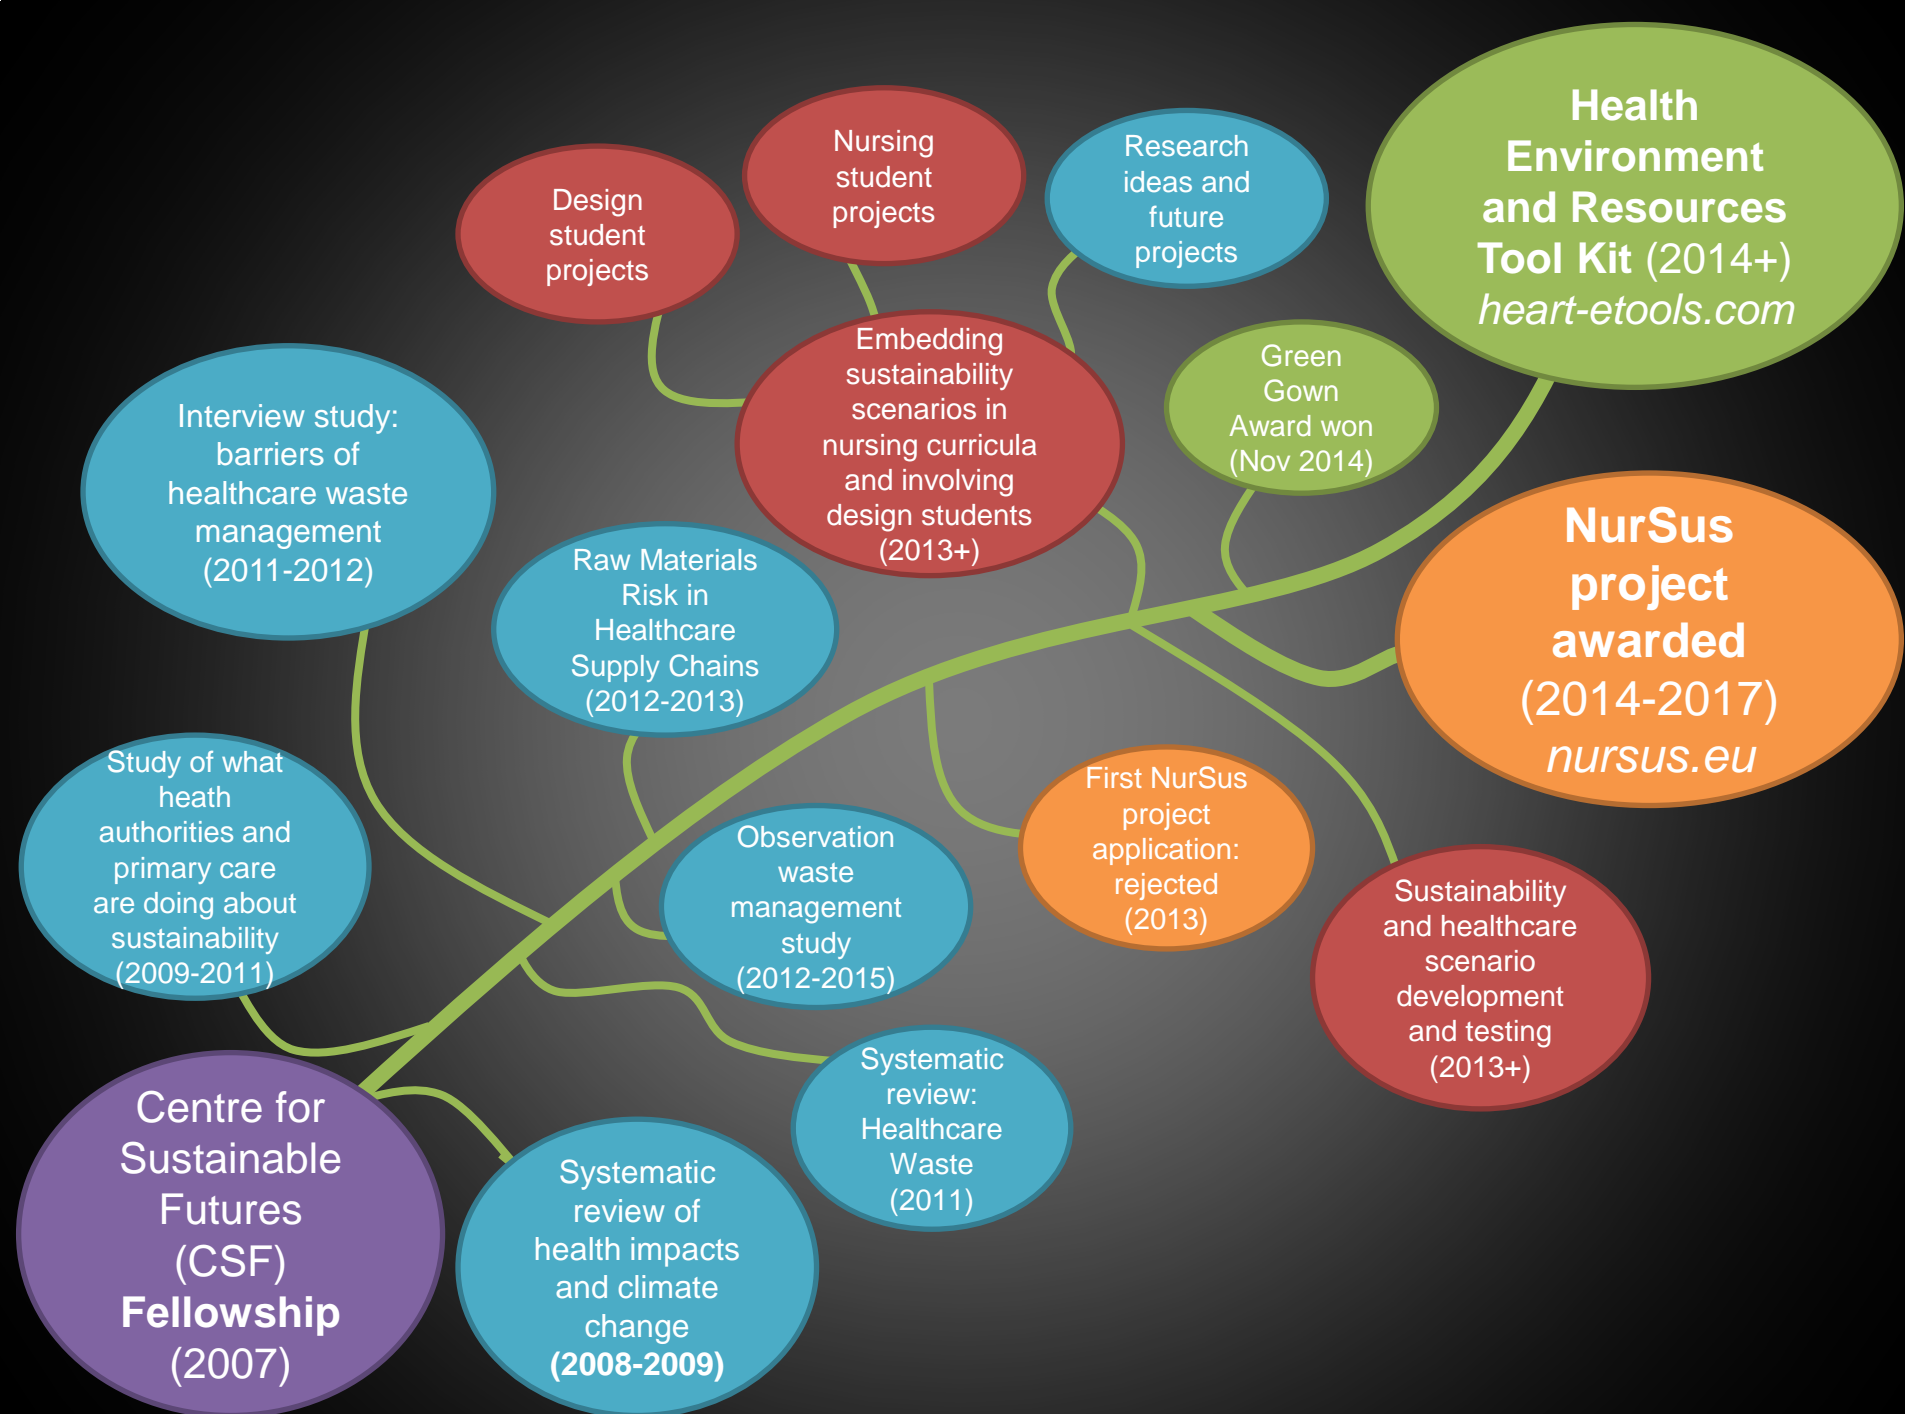 Health
Environment
and Resources
Tool Kit (2014+)
heart-etools.com
Nursing
student
projects
Research
ideas and
future
projects
Design
student
projects
Embedding
sustainability
scenarios in
nursing curricula
and involving
design students
(2013+)
Green
Gown
Award won
(Nov 2014)
Interview study:
barriers of
healthcare waste
management
(2011-2012)
NurSus
project
awarded
(2014-2017)
nursus.eu
Raw Materials
Risk in
Healthcare
Supply Chains
(2012-2013)
Study of what
heath
authorities and
primary care
are doing about
sustainability
(2009-2011)
First NurSus
project
application:
rejected
(2013)
Observation
waste
management
study
(2012-2015)
Sustainability
and healthcare
scenario
development
and testing
(2013+)
Systematic
review:
Healthcare
Waste
(2011)
Centre for
Sustainable
Futures
(CSF)
Fellowship
(2007)
Systematic
review of
health impacts
and climate
change
(2008-2009)